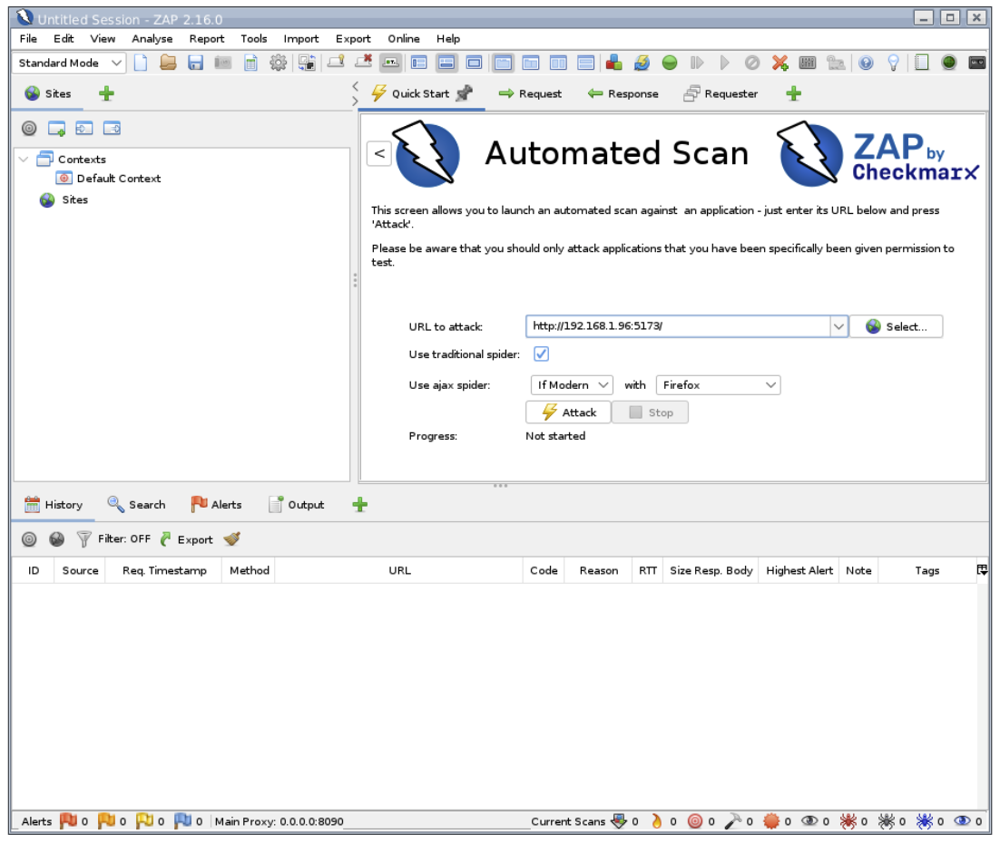 Untitled Session - ZAP 2.16.0
File Edit View Analyse Report Tools Import Export Online Help
Standard Mode
Sites
Quick Start Request Response Requester
< Automated Scan ZAP by Checkmarx
Contexts
Default Context
Sites
This screen allows you to launch an automated scan against an application - just enter its URL below and press
'Attack'.
Please be aware that you should only attack applications that you have been specifically been given permission to
test.
URL to attack: http://192.168.1.96:5173/ Select...
Use traditional spider:
Use ajax spider: If Modern with Firefox
Attack Stop
Progress: Not started
History Search Alerts Output
Filter: OFF Export
ID Source Req. Timestamp Method URL Code Reason RTT Size Resp. Body Highest Alert Note Tags
Alerts 0 0 0 0 Main Proxy: 0.0.0.0:8090 Current Scans 0 0 0 0 0 0 0 0 0 0